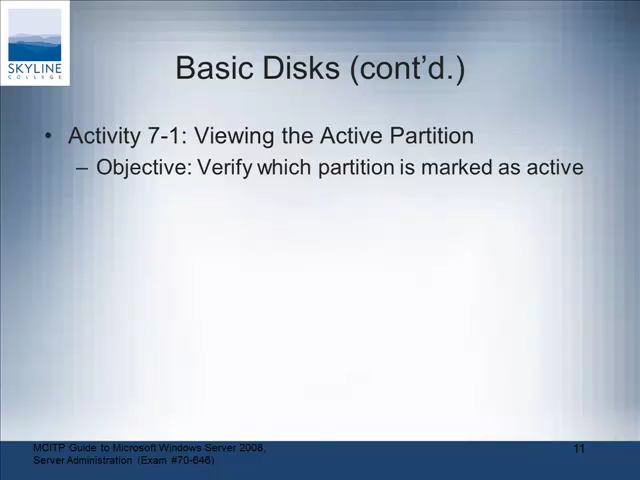 SKYLINE
COLLEGE
Basic Disks (cont’d.)
• Activity 7-1: Viewing the Active Partition
– Objective: Verify which partition is marked as active
MCITP Guide to Microsoft Windows Server 2008,
Server Administration (Exam #70-646)
11